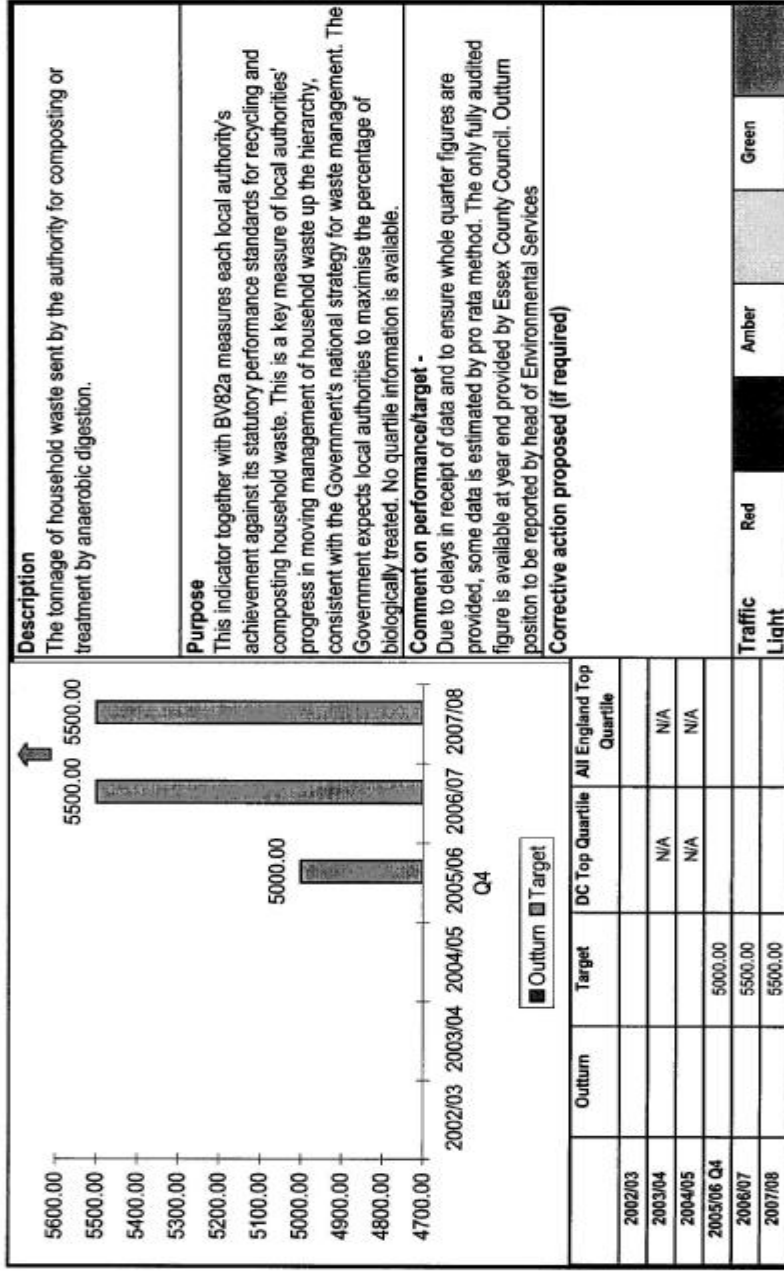 5600.00
5500.00
5400.00
5300.00
5200.00
5100.00
5000.00
4900.00
4800.00
4700.00
5000.00
5500.00
5500.00
2002/03 2003/04 2004/05 2005/06 2006/07 2007/08
Q4
Outturn Target
Outturn Target DC Top Quartile All England Top
Quartile
2002/03
2003/04 N/A N/A
2004/05 N/A N/A
2005/06 Q4 5000.00
2006/07 5500.00
2007/08 5500.00
Description
The tonnage of household waste sent by the authority for composting or
treatment by anaerobic digestion.
Purpose
This indicator together with BV82a measures each local authority's
achievement against its statutory performance standards for recycling and
composting household waste. This is a key measure of local authorities'
progress in moving management of household waste up the hierarchy,
consistent with the Government's national strategy for waste management. The
Government expects local authorities to maximise the percentage of
biologically treated. No quartile information is available.
Comment on performance/target -
Due to delays in receipt of data and to ensure whole quarter figures are
provided, some data is estimated by pro rata method. The only fully audited
figure is available at year end provided by Essex County Council. Outturn
positon to be reported by head of Environmental Services
Corrective action proposed (if required)
Traffic Red Amber Green
Light